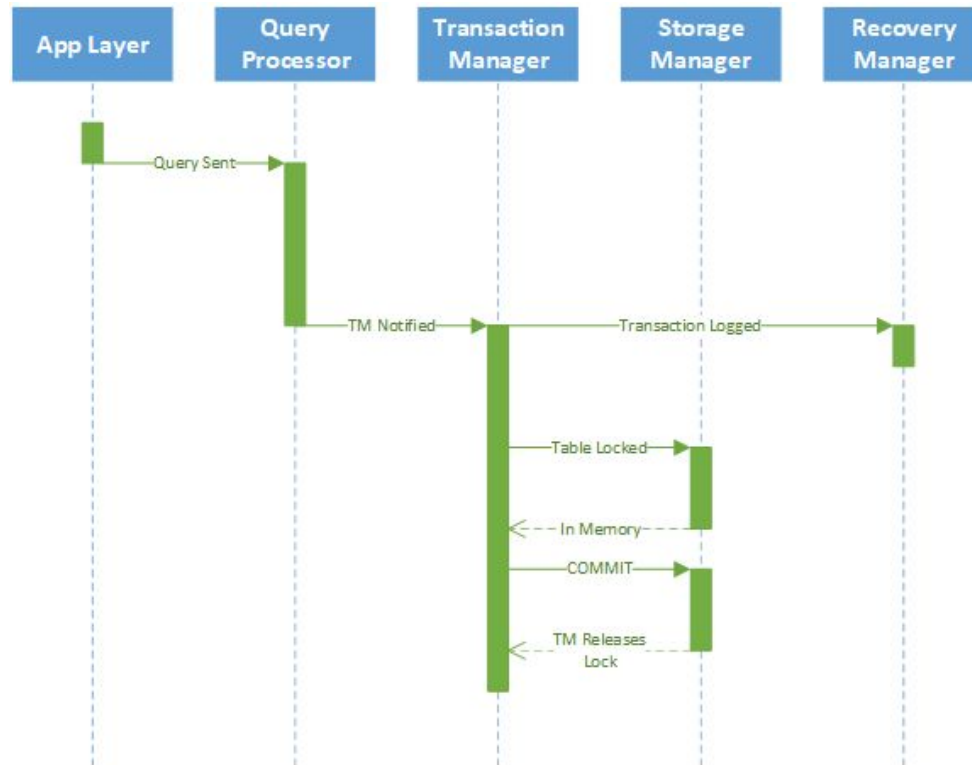 App Layer
Query
Processor
Transaction
Manager
Storage
Manager
Recovery
Manager
Query Sent
TM Notified
Transaction Logged
Table Locked
In Memory
COMMIT
TM Releases
Lock